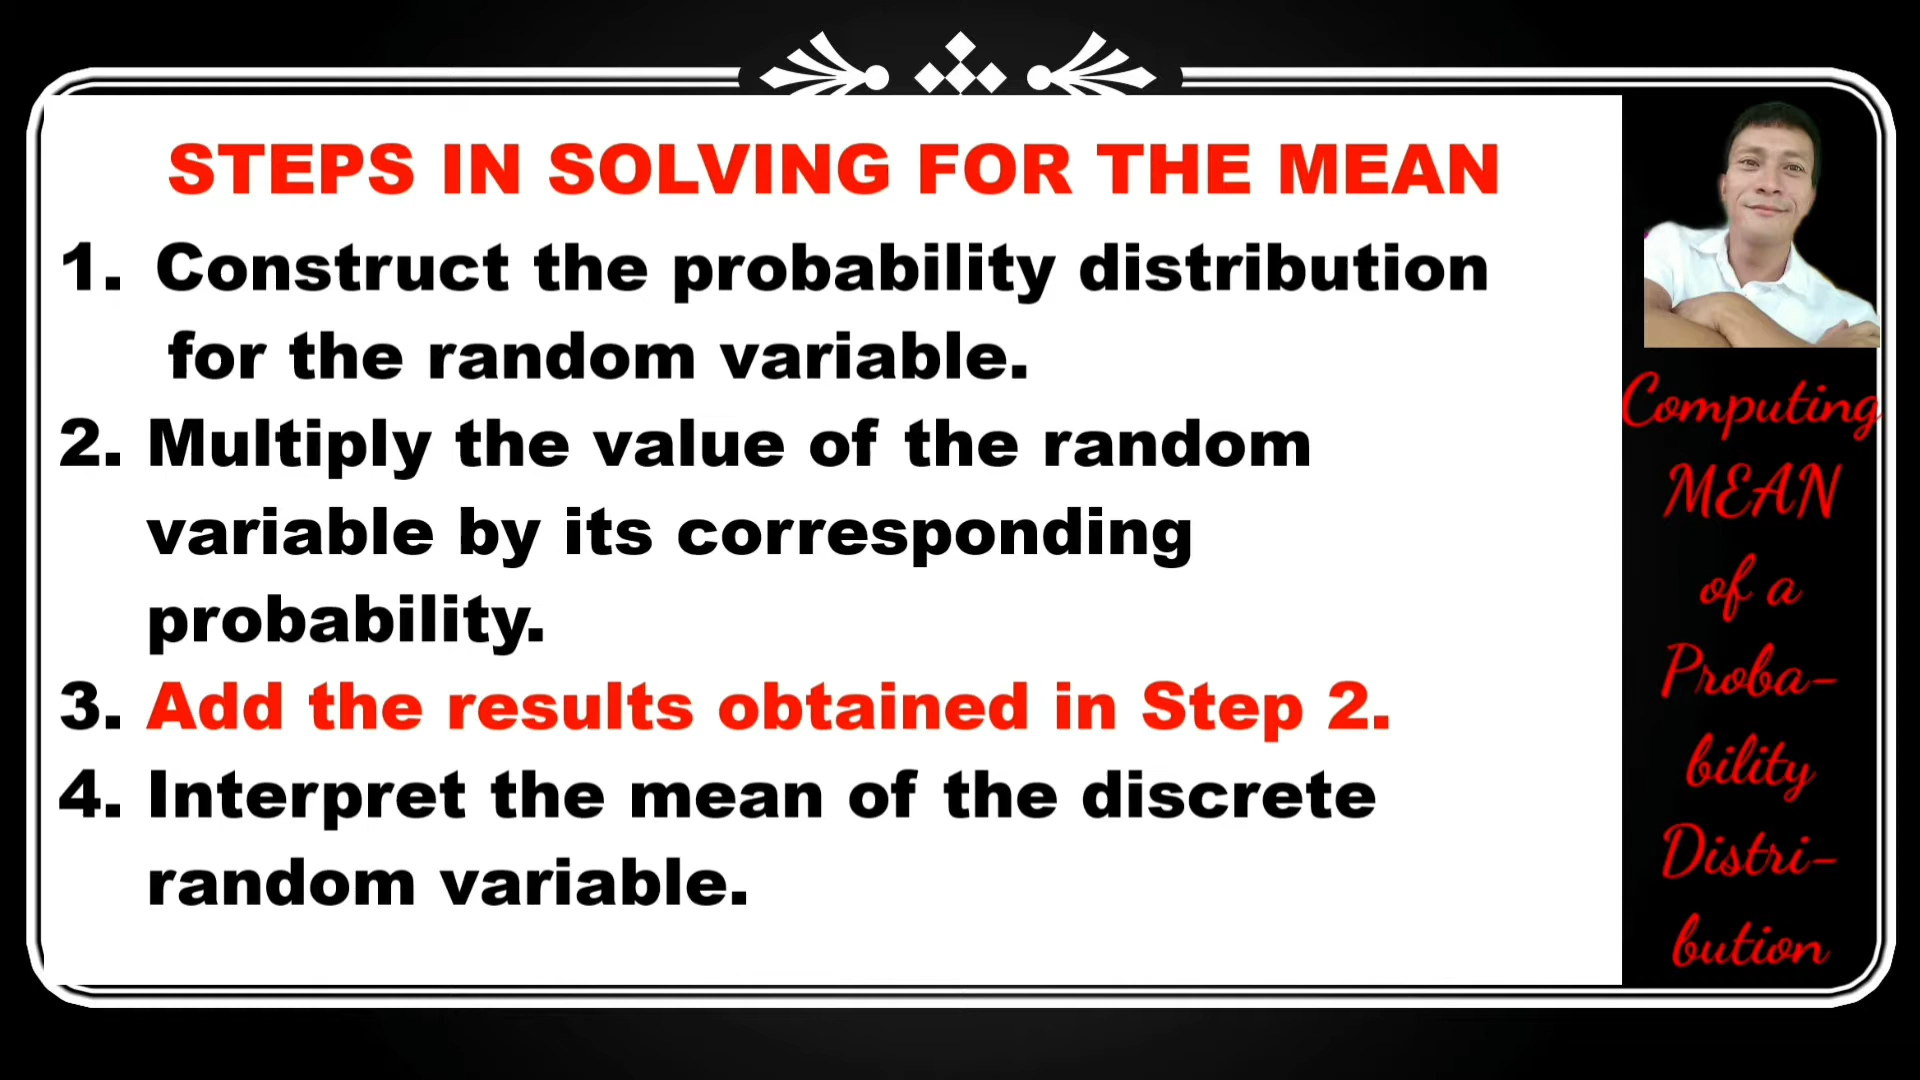 STEPS IN SOLVING FOR THE MEAN
1. Construct the probability distribution
for the random variable.
2. Multiply the value of the random
variable by its corresponding
probability.
3. Add the results obtained in Step 2.
4. Interpret the mean of the discrete
random variable.
Computing
MEAN
of a
Proba-
bility
Distri-
bution